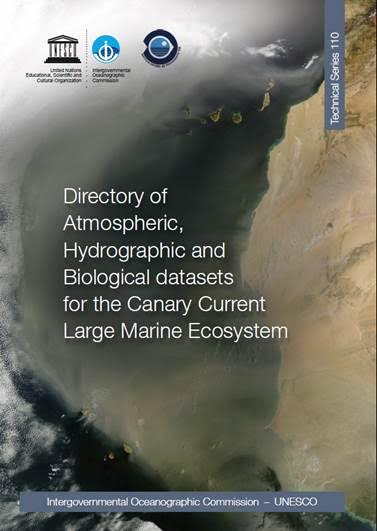 United Nations
Educational, Scientific and
Cultural Organization
Intergovernmental
Oceanographic
Commission
Technical Series 110
Directory of
Atmospheric,
Hydrographic and
Biological datasets
for the Canary Current
Large Marine Ecosystem
Intergovernmental Oceanographic Commission – UNESCO